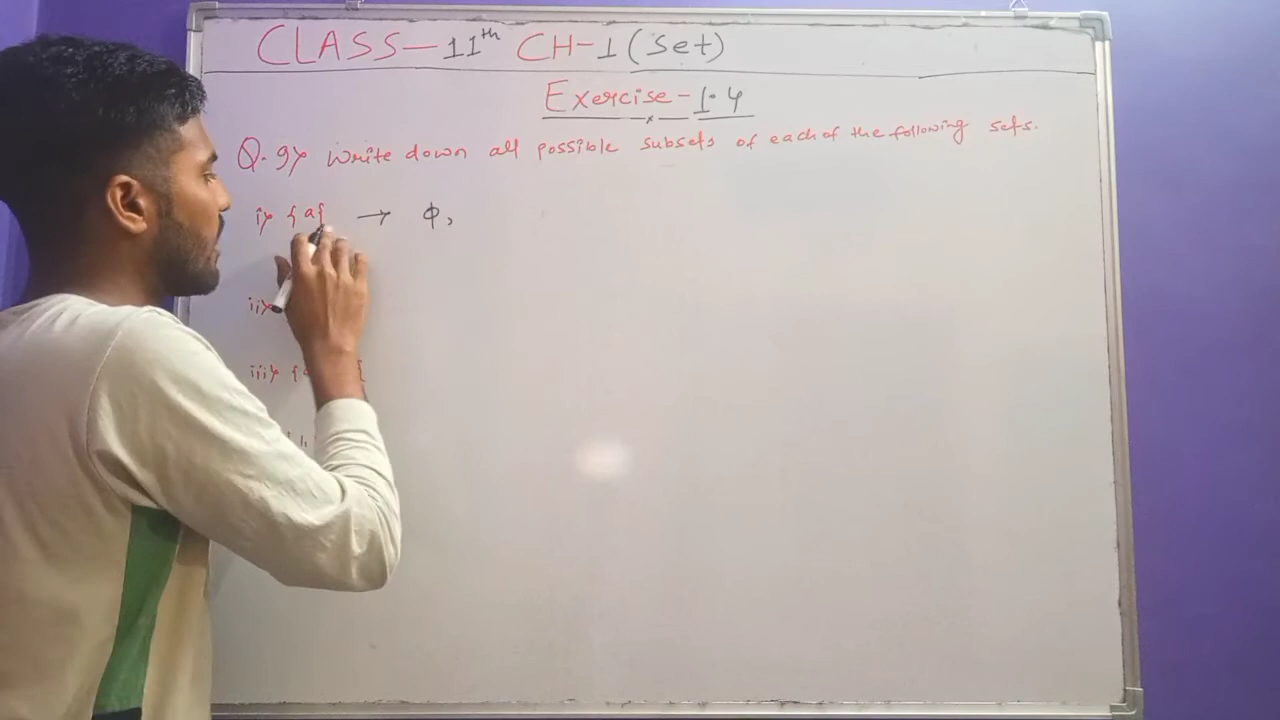 CLASS—11th CH-1 (Set)
Exercise-1.4
Q.9> Write down all possible subsets of each of the following sets.
i> {a} → Φ,
ii>
iii> {